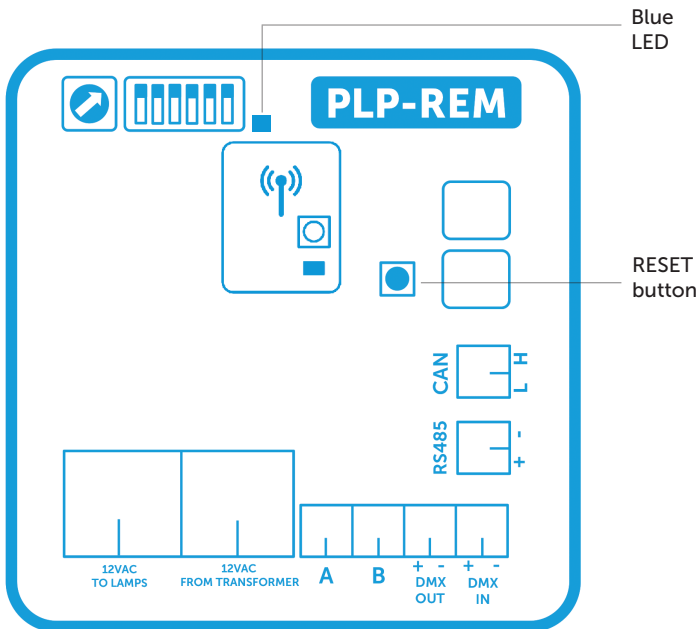 Blue
LED
PLP-REM
RESET
button
CAN
H
L
RS485
-
+
12VAC
TO LAMPS
12VAC
FROM TRANSFORMER
A
B
+ -
DMX
OUT
+ -
DMX
IN